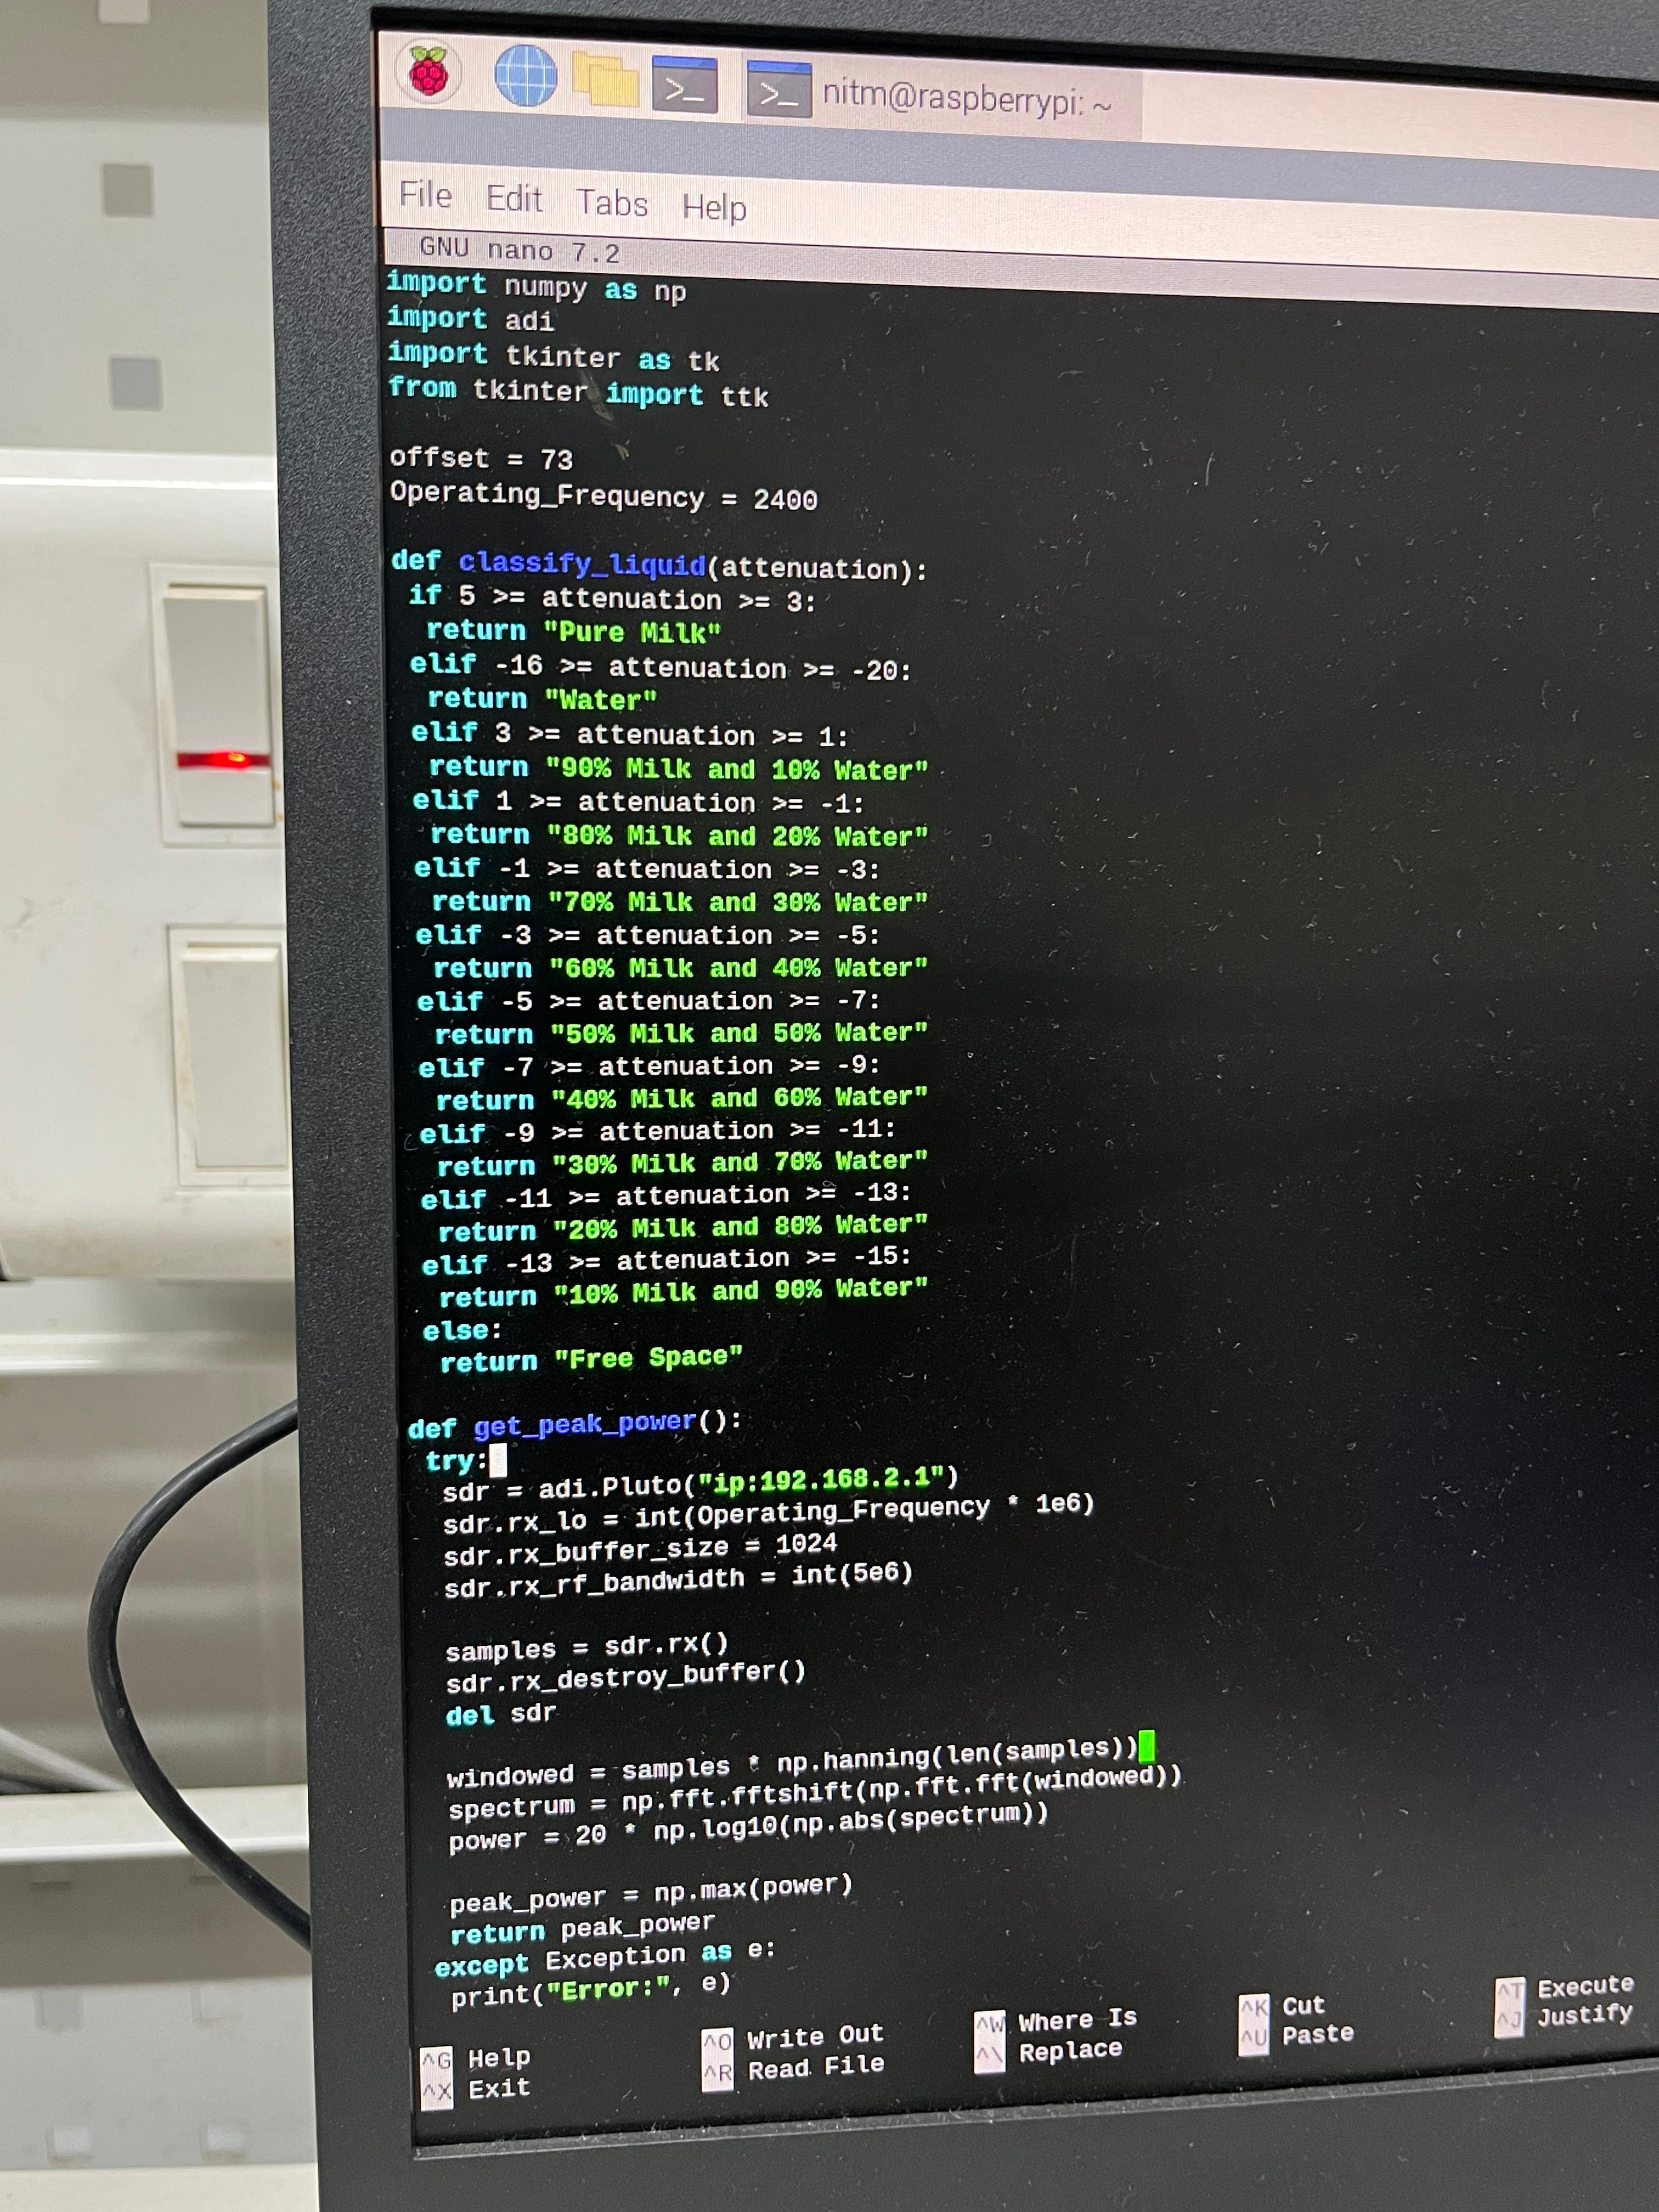 nitm@raspberrypi: ~
File Edit Tabs Help
GNU nano 7.2
import numpy as np
import adi
import tkinter as tk
from tkinter import ttk

offset = 73
Operating_Frequency = 2400

def classify_liquid(attenuation):
 if 5 >= attenuation >= 3:
  return "Pure Milk"
 elif -16 >= attenuation >= -20:
  return "Water"
 elif 3 >= attenuation >= 1:
  return "90% Milk and 10% Water"
 elif 1 >= attenuation >= -1:
  return "80% Milk and 20% Water"
 elif -1 >= attenuation >= -3:
  return "70% Milk and 30% Water"
 elif -3 >= attenuation >= -5:
  return "60% Milk and 40% Water"
 elif -5 >= attenuation >= -7:
  return "50% Milk and 50% Water"
 elif -7 >= attenuation >= -9:
  return "40% Milk and 60% Water"
 elif -9 >= attenuation >= -11:
  return "30% Milk and 70% Water"
 elif -11 >= attenuation >= -13:
  return "20% Milk and 80% Water"
 elif -13 >= attenuation >= -15:
  return "10% Milk and 90% Water"
 else:
  return "Free Space"

def get_peak_power():
 try:
  sdr = adi.Pluto("ip:192.168.2.1")
  sdr.rx_lo = int(Operating_Frequency * 1e6)
  sdr.rx_buffer_size = 1024
  sdr.rx_rf_bandwidth = int(5e6)

  samples = sdr.rx()
  sdr.rx_destroy_buffer()
  del sdr

  windowed = samples * np.hanning(len(samples))
  spectrum = np.fft.fftshift(np.fft.fft(windowed))
  power = 20 * np.log10(np.abs(spectrum))

  peak_power = np.max(power)
  return peak_power
 except Exception as e:
  print("Error:", e)
^G Help ^O Write Out ^W Where Is ^K Cut ^T Execute
^X Exit ^R Read File ^\ Replace ^U Paste ^J Justify